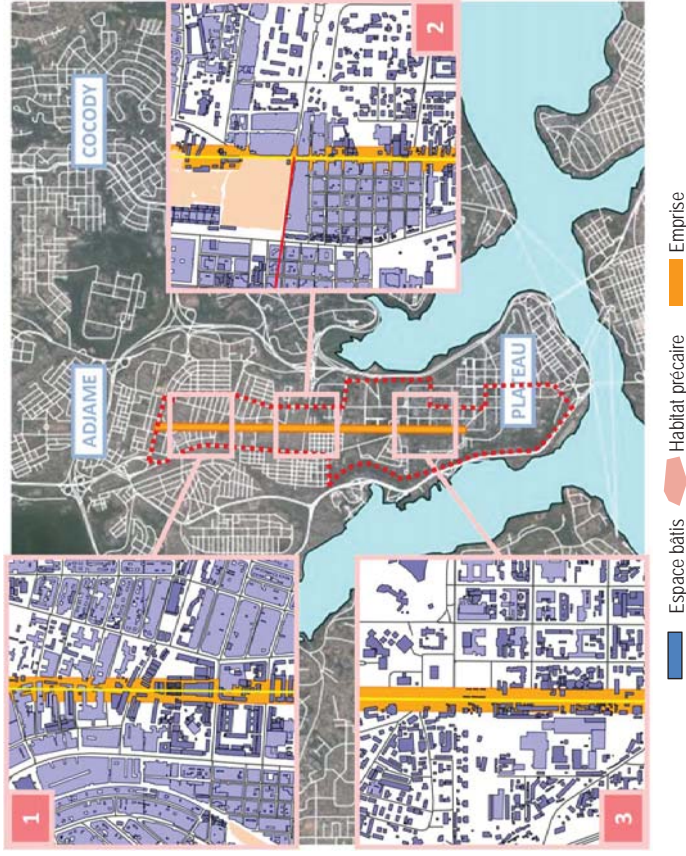 ADJAME
COCODY
PLATEAU
1
2
3
Espace bâtis
Habitat précaire
Emprise